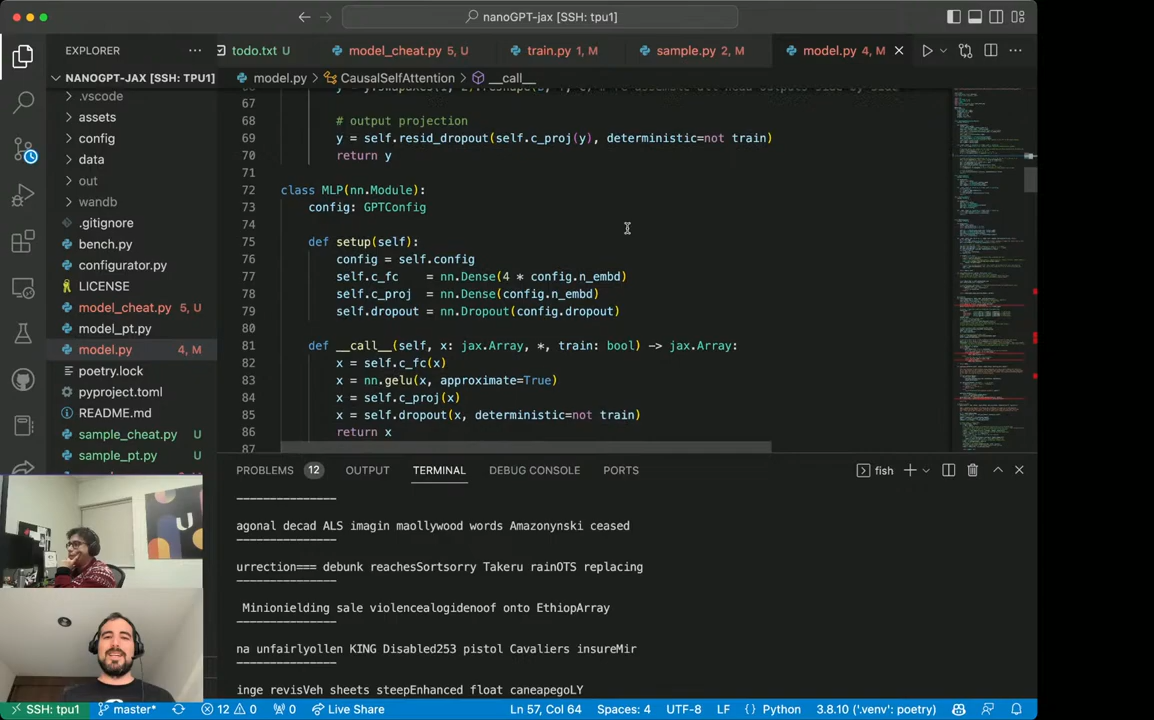 nanoGPT-jax [SSH: tpu1]
EXPLORER
todo.txt U
model_cheat.py 5, U
train.py 1, M
sample.py 2, M
model.py 4, M
NANOGPT-JAX [SSH: TPU1]
model.py > CausalSelfAttention > __call__
.vscode
assets
config
data
out
wandb
.gitignore
bench.py
configurator.py
LICENSE
model_cheat.py 5, U
model_pt.py
model.py 4, M
poetry.lock
pyproject.toml
README.md
sample_cheat.py U
sample_pt.py U
67
68 # output projection
69 y = self.resid_dropout(self.c_proj(y), deterministic=not train)
70 return y
71
72 class MLP(nn.Module):
73 config: GPTConfig
74
75 def setup(self):
76 config = self.config
77 self.c_fc = nn.Dense(4 * config.n_embd)
78 self.c_proj = nn.Dense(config.n_embd)
79 self.dropout = nn.Dropout(config.dropout)
80
81 def __call__(self, x: jax.Array, *, train: bool) -> jax.Array:
82 x = self.c_fc(x)
83 x = nn.gelu(x, approximate=True)
84 x = self.c_proj(x)
85 x = self.dropout(x, deterministic=not train)
86 return x
87
PROBLEMS 12 OUTPUT TERMINAL DEBUG CONSOLE PORTS
fish
---------------
agonal decad ALS imagin maollywood words Amazonynski ceased
---------------
urrection=== debunk reachesSortsorry Takeru rainOTS replacing
---------------
Minionielding sale violencealogidenoof onto EthiopArray
---------------
na unfairlyollen KING Disabled253 pistol Cavaliers insureMir
---------------
inge revisVeh sheets steepEnhanced float caneapegoLY
SSH: tpu1 master* 12 0 0 Live Share Ln 57, Col 64 Spaces: 4 UTF-8 LF { } Python 3.8.10 ('.venv': poetry)